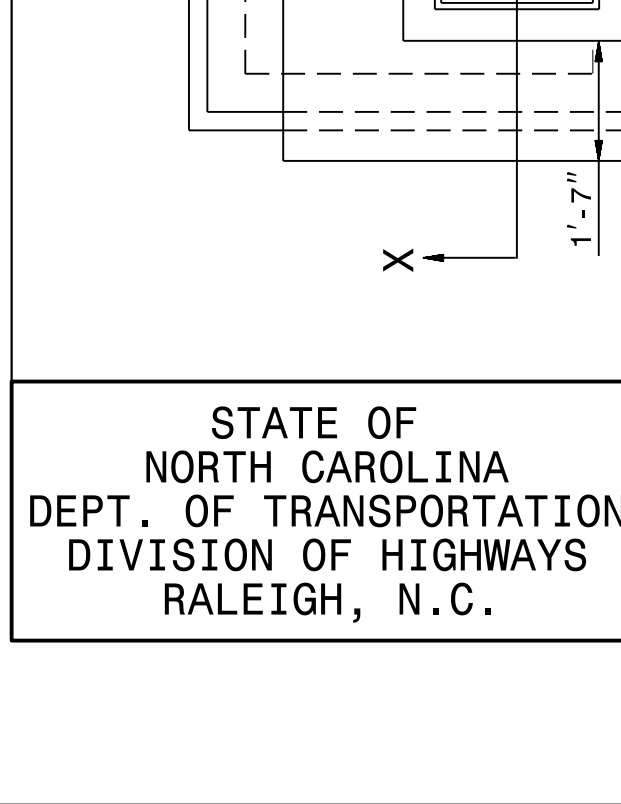 1'-7"
X
STATE OF
NORTH CAROLINA
DEPT. OF TRANSPORTATION
DIVISION OF HIGHWAYS
RALEIGH, N.C.